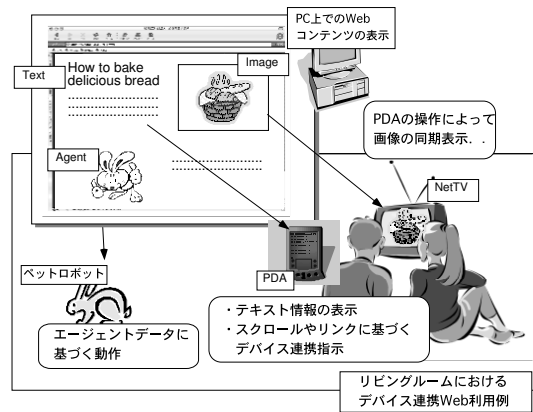 PC上でのWeb
コンテンツの表示
Image
Text
How to bake
delicious bread
PDAの操作によって
画像の同期表示. .
Agent
NetTV
ペットロボット
PDA
エージェントデータに
基づく動作
・テキスト情報の表示
・スクロールやリンクに基づく
デバイス連携指示
リビングルームにおける
デバイス連携Web利用例